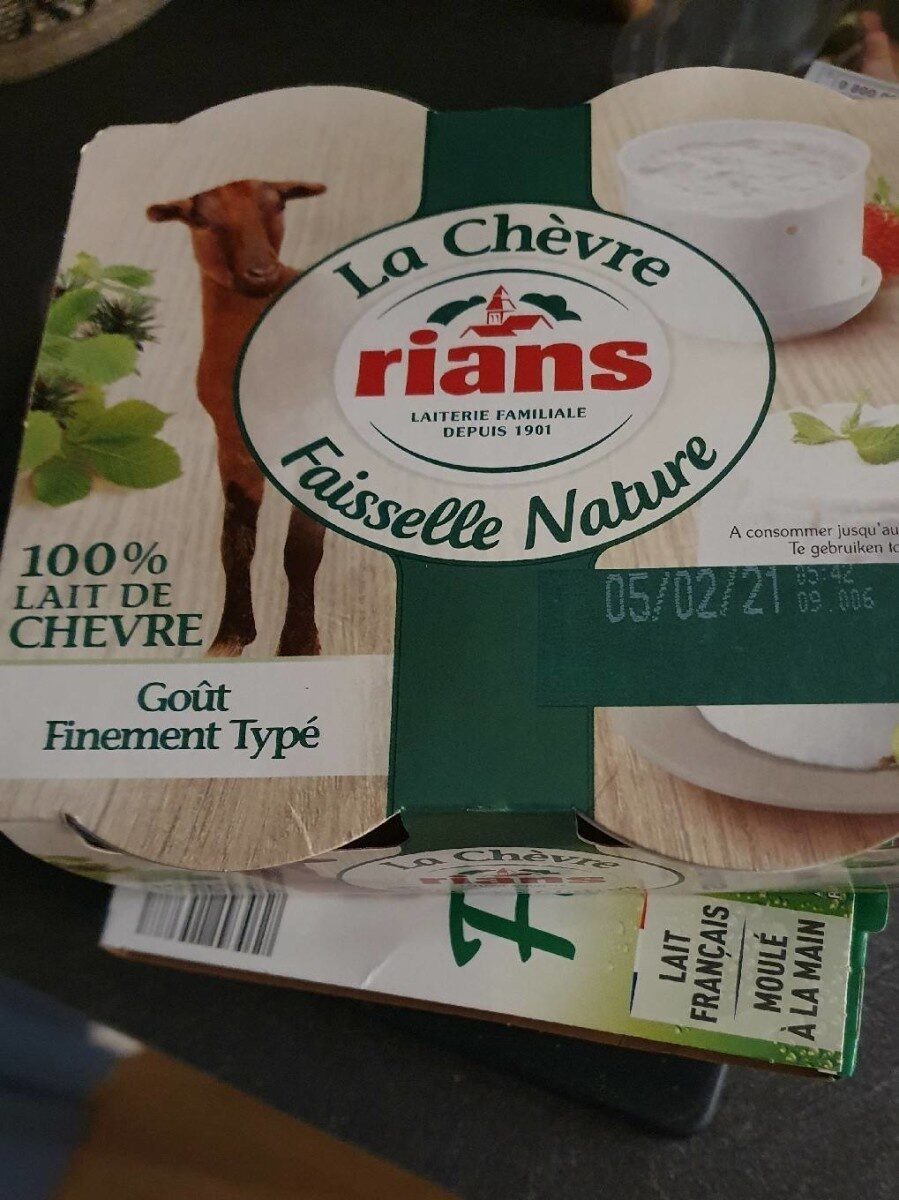 La Chèvre
rians
LAITERIE FAMILIALE
DEPUIS 1901
Faisselle Nature
100%
LAIT DE
CHEVRE
Goût
Finement Typé
A consommer jusqu'au
Te gebruiken
05/02/21 05:42
09.006
La Chèvre
rians
LAIT
FRANÇAIS
MOULÉ
À LA MAIN